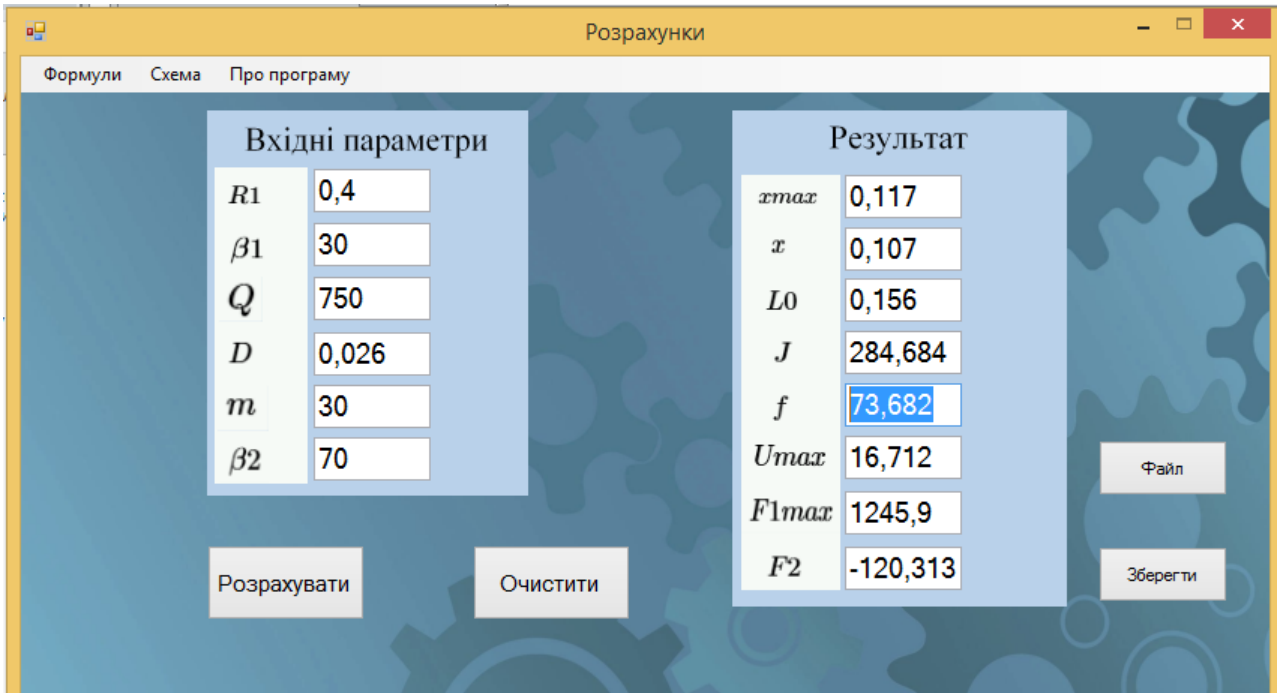 Розрахунки
Формули Схема Про програму
Вхідні параметри
R1 0,4
β1 30
Q 750
D 0,026
m 30
β2 70
Розрахувати Очистити
Результат
xmax 0,117
x 0,107
L0 0,156
J 284,684
f 73,682
Umax 16,712
F1max 1245,9
F2 -120,313
Файл
Зберегти